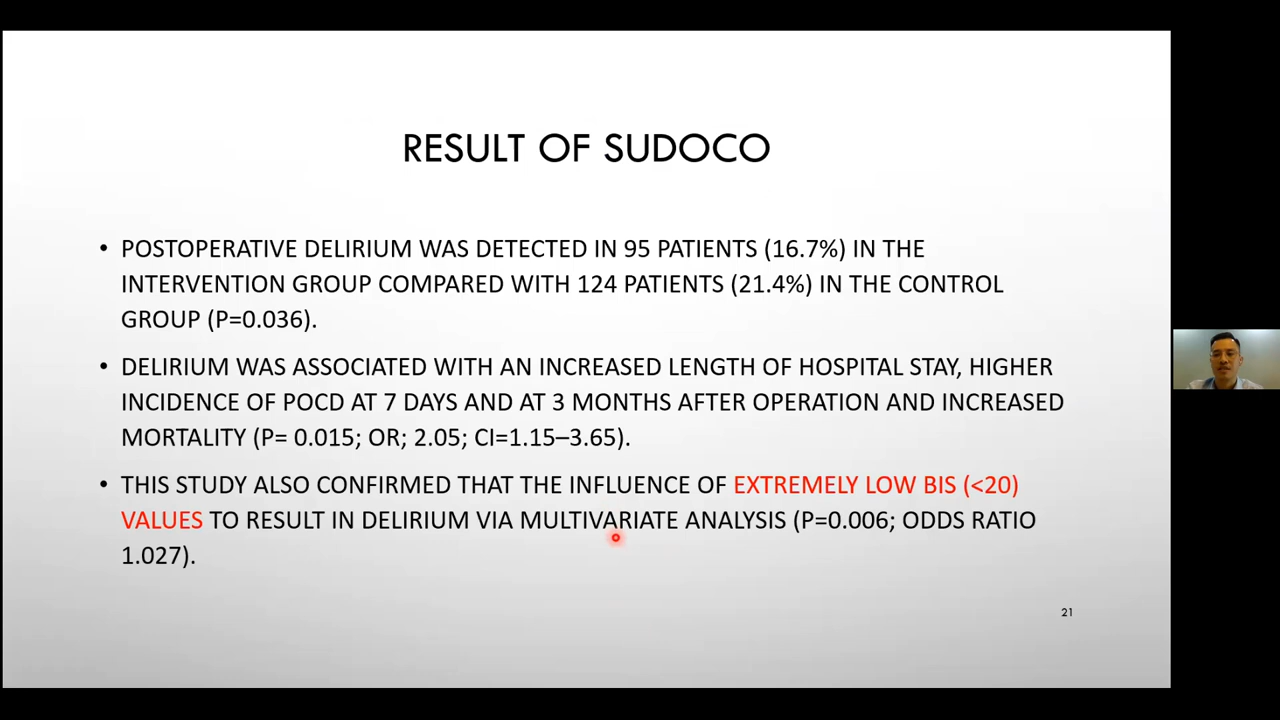 RESULT OF SUDOCO
• POSTOPERATIVE DELIRIUM WAS DETECTED IN 95 PATIENTS (16.7%) IN THE
INTERVENTION GROUP COMPARED WITH 124 PATIENTS (21.4%) IN THE CONTROL
GROUP (P=0.036).
• DELIRIUM WAS ASSOCIATED WITH AN INCREASED LENGTH OF HOSPITAL STAY, HIGHER
INCIDENCE OF POCD AT 7 DAYS AND AT 3 MONTHS AFTER OPERATION AND INCREASED
MORTALITY (P= 0.015; OR; 2.05; CI=1.15–3.65).
• THIS STUDY ALSO CONFIRMED THAT THE INFLUENCE OF EXTREMELY LOW BIS (<20)
VALUES TO RESULT IN DELIRIUM VIA MULTIVARIATE ANALYSIS (P=0.006; ODDS RATIO
1.027).
21